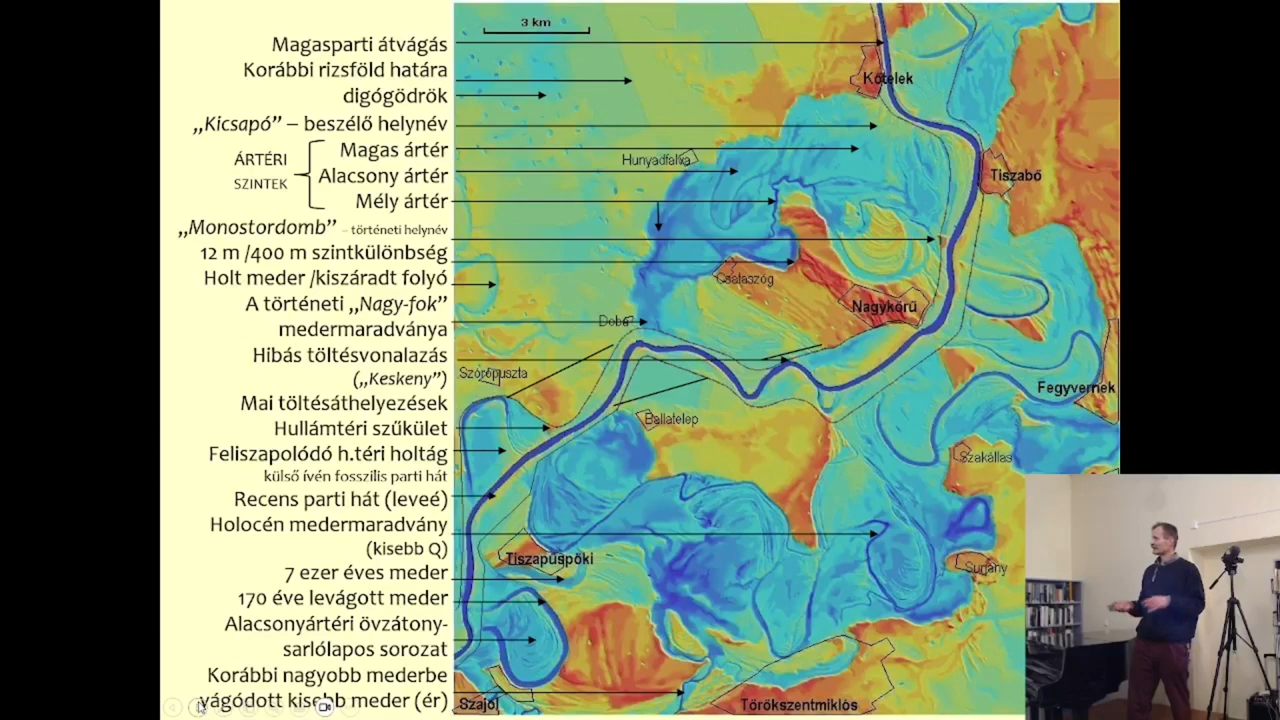 3 km
Magasparti átvágás
Korábbi rizsföld határa
digógödrök
„Kicsapó” – beszélő helynév
ÁRTÉRI
SZINTEK
Magas ártér
Alacsony ártér
Mély ártér
„Monostordomb” – történeti helynév
12 m /400 m szintkülönbség
Holt meder /kiszáradt folyó
A történeti „Nagy-fok”
medermaradványa
Hibás töltésvonalazás
(„Keskeny”)
Mai töltésáthelyezések
Hullámtéri szűkület
Feliszapolódó h.téri holtág
külső ívén fosszilis parti hát
Recens parti hát (leveé)
Holocén medermaradvány
(kisebb Q)
7 ezer éves meder
170 éve levágott meder
Alacsonyártéri övzátony-
sarlólapos sorozat
Korábbi nagyobb mederbe
vágódott kisebb meder (ér)
Kőtelek
Hunyadfalva
Tiszabő
Csataszög
Nagykörű
Doba
Szórópuszta
Fegyvernek
Ballatelep
Szakállas
Tiszapüspöki
Surjány
Szajol
Törökszentmiklós